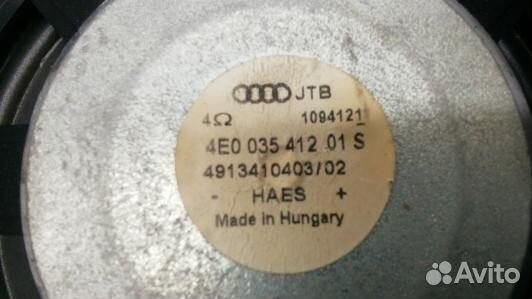 JTB
4Ω 1094121
4E0 035 412 01 S
4913410403/02
- HAES +
Made in Hungary
Avito